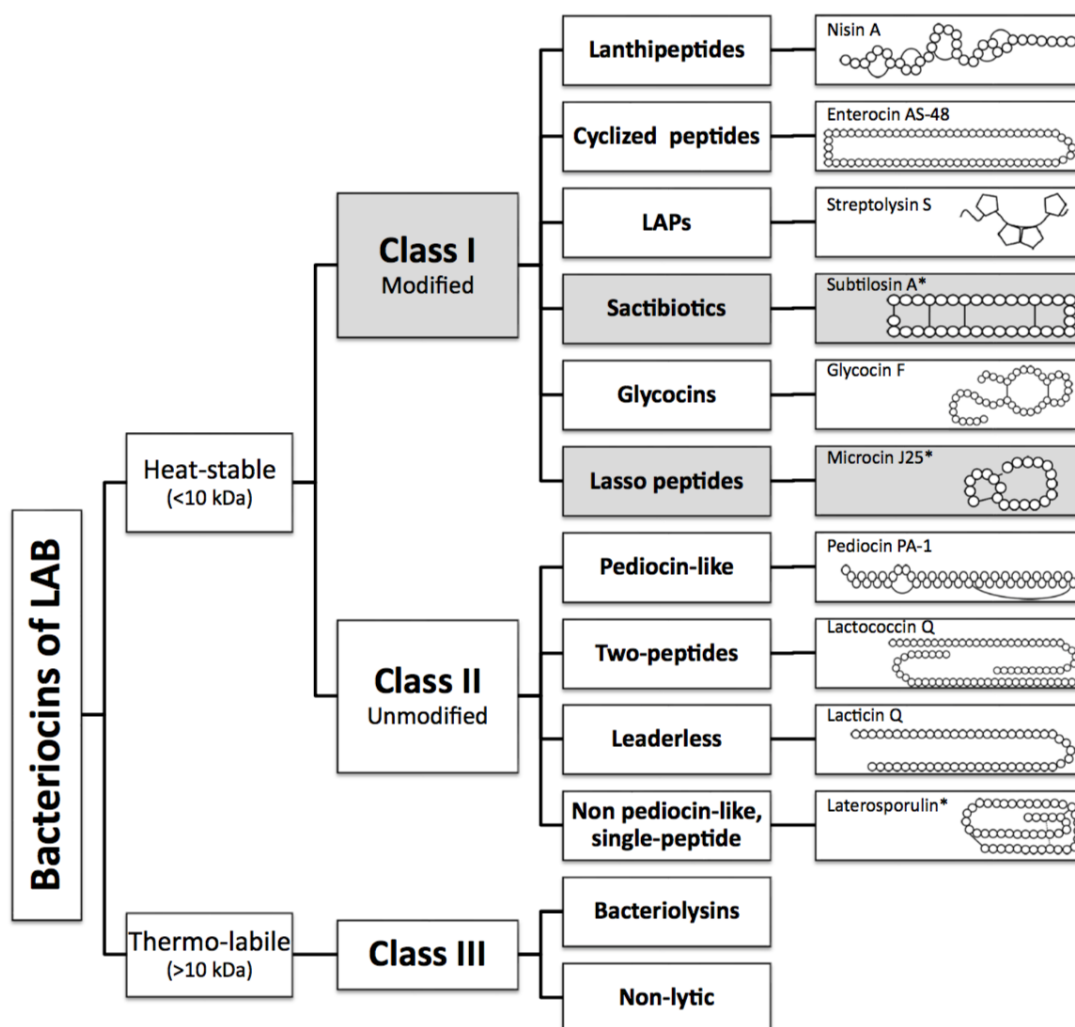 Bacteriocins of LAB
Heat-stable
(<10 kDa)
Thermo-labile
(>10 kDa)
Class I
Modified
Class II
Unmodified
Class III
Lanthipeptides
Nisin A
Cyclized peptides
Enterocin AS-48
LAPs
Streptolysin S
Sactibiotics
Subtilosin A*
Glycocins
Glycocin F
Lasso peptides
Microcin J25*
Pediocin-like
Pediocin PA-1
Two-peptides
Lactococcin Q
Leaderless
Lacticin Q
Non pediocin-like,
single-peptide
Laterosporulin*
Bacteriolysins
Non-lytic